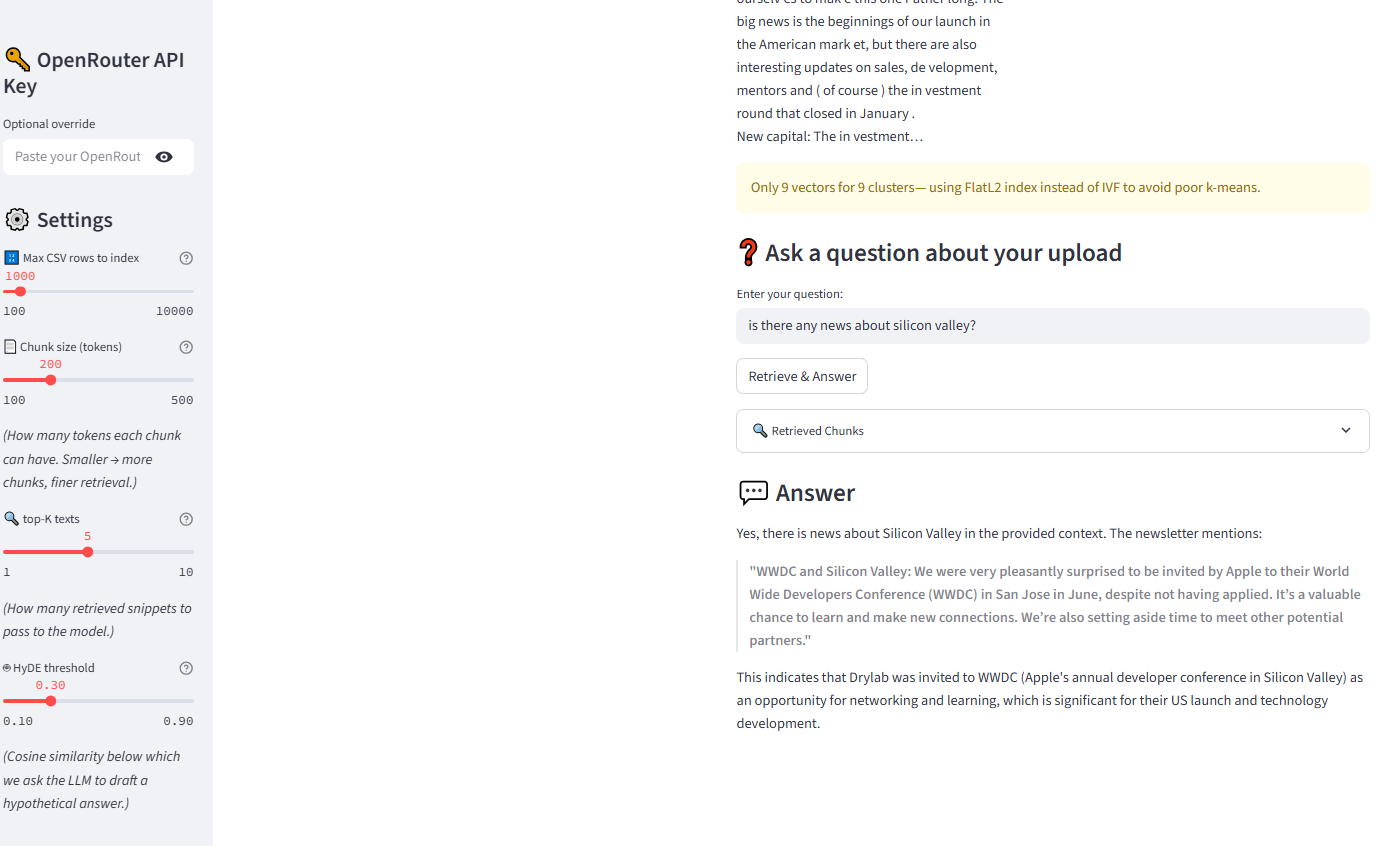 OpenRouter API
Key
Optional override
Paste your OpenRout
Settings
Max CSV rows to index
1000
100 10000
Chunk size (tokens)
200
100 500
(How many tokens each chunk
can have. Smaller → more
chunks, finer retrieval.)
top-K texts
5
1 10
(How many retrieved snippets to
pass to the model.)
HyDE threshold
0.30
0.10 0.90
(Cosine similarity below which
we ask the LLM to draft a
hypothetical answer.)
ourselv es to mak e this one r ather long. The
big news is the beginnings of our launch in
the American mark et, but there are also
interesting updates on sales, de velopment,
mentors and ( of course ) the in vestment
round that closed in January .
New capital: The in vestment…
Only 9 vectors for 9 clusters— using FlatL2 index instead of IVF to avoid poor k-means.
Ask a question about your upload
Enter your question:
is there any news about silicon valley?
Retrieve & Answer
Retrieved Chunks
Answer
Yes, there is news about Silicon Valley in the provided context. The newsletter mentions:
"WWDC and Silicon Valley: We were very pleasantly surprised to be invited by Apple to their World
Wide Developers Conference (WWDC) in San Jose in June, despite not having applied. It’s a valuable
chance to learn and make new connections. We’re also setting aside time to meet other potential
partners."
This indicates that Drylab was invited to WWDC (Apple's annual developer conference in Silicon Valley) as
an opportunity for networking and learning, which is significant for their US launch and technology
development.